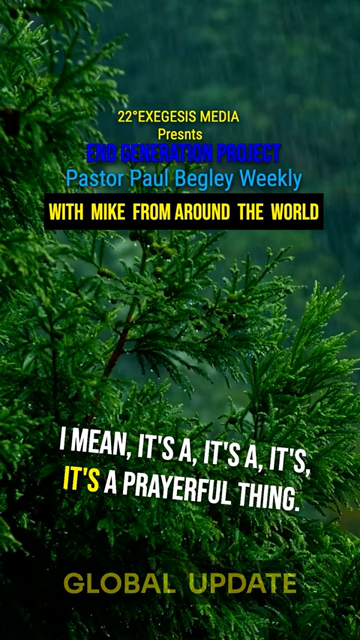 22°EXEGESIS MEDIA
Presnts
END GENERATION PROJECT
Pastor Paul Begley Weekly
WITH MIKE FROM AROUND THE WORLD
I MEAN, IT'S A, IT'S A, IT'S,
IT'S A PRAYERFUL THING.
GLOBAL UPDATE